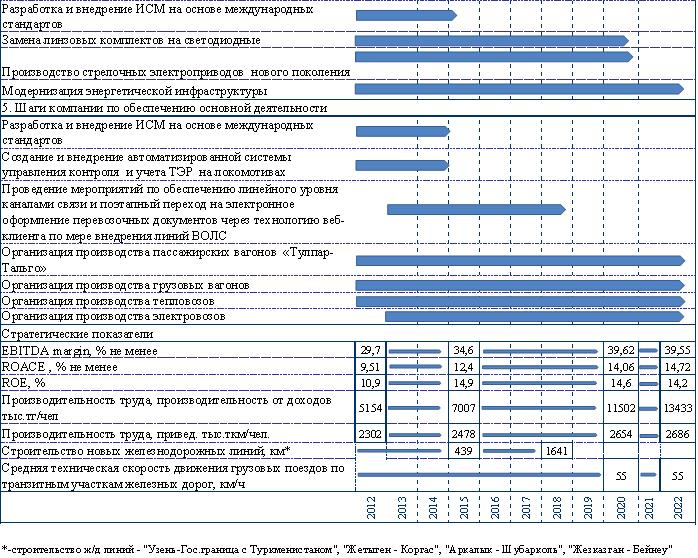 Разработка и внедрение ИСМ на основе международных
стандартов
Замена линзовых комплектов на светодиодные
Производство стрелочных электроприводов нового поколения
Модернизация энергетической инфраструктуры
5. Шаги компании по обеспечению основной деятельности
Разработка и внедрение ИСМ на основе международных
стандартов
Создание и внедрение автоматизированной системы
управления контроля и учета ТЭР на локомотивах
Проведение мероприятий по обеспечению линейного уровня
каналами связи и поэтапный переход на электронное
оформление перевозочных документов через технологию веб-
клиента по мере внедрения линий ВОЛС
Организация производства пассажирских вагонов «Тулпар-
Тальго»
Организация производства грузовых вагонов
Организация производства тепловозов
Организация производства электровозов
Стратегические показатели
EBITDA margin, % не менее 29,7 34,6 39,62 39,55
ROACE , % не менее 9,51 12,4 14,06 14,72
ROE, % 10,9 14,9 14,6 14,2
Производительность труда, производительность от доходов
тыс.тг/чел 5154 7007 11502 13433
Производительность труда, привед. тыс.ткм/чел. 2302 2478 2654 2686
Строительство новых железнодорожных линий, км* 439 1641
Средняя техническая скорость движения грузовых поездов по
транзитным участкам железных дорог, км/ч 55 55
2012 2013 2014 2015 2016 2017 2018 2019 2020 2021 2022
*-строительство ж/д линий - "Узень-Гос.граница с Туркменистаном", "Жетыген - Коргас", "Аркалык - Шубарколь", "Жезказган - Бейнеу"